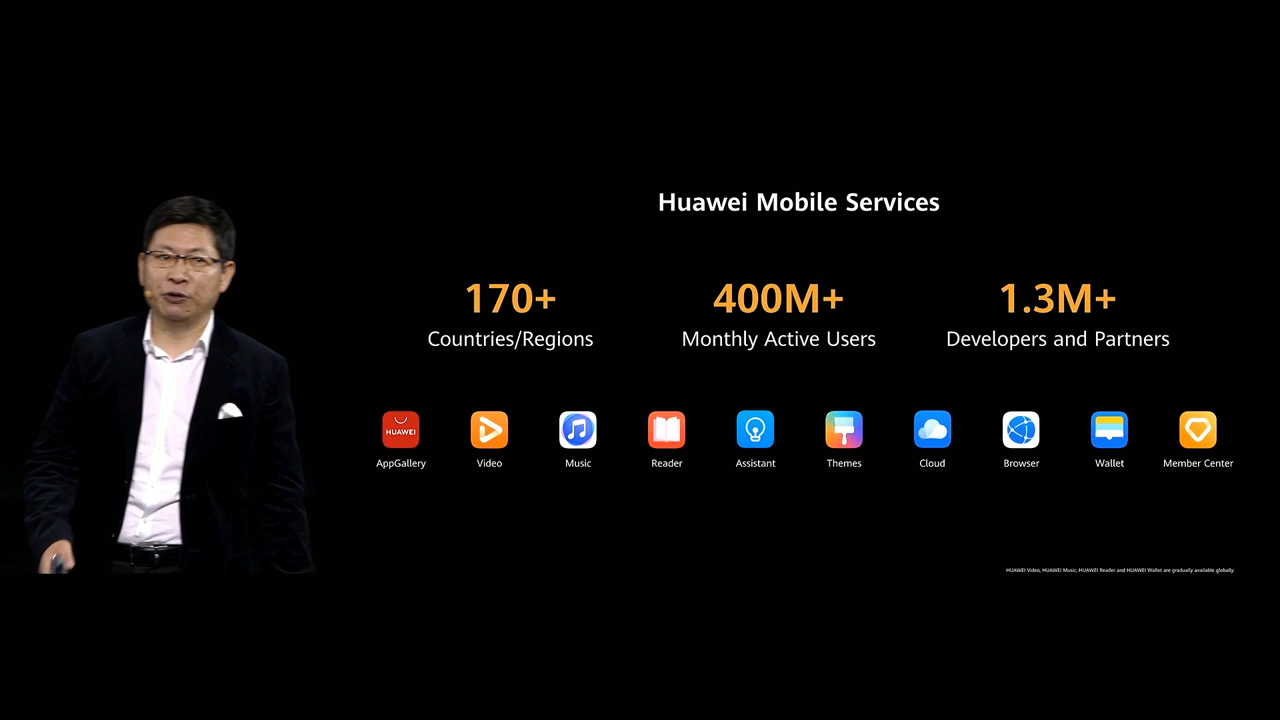 Huawei Mobile Services
170+
Countries/Regions
400M+
Monthly Active Users
1.3M+
Developers and Partners
HUAWEI
AppGallery
Video
Music
Reader
Assistant
Themes
Cloud
Browser
Wallet
Member Center
HUAWEI Video, HUAWEI Music, HUAWEI Reader and HUAWEI Wallet are gradually available globally.